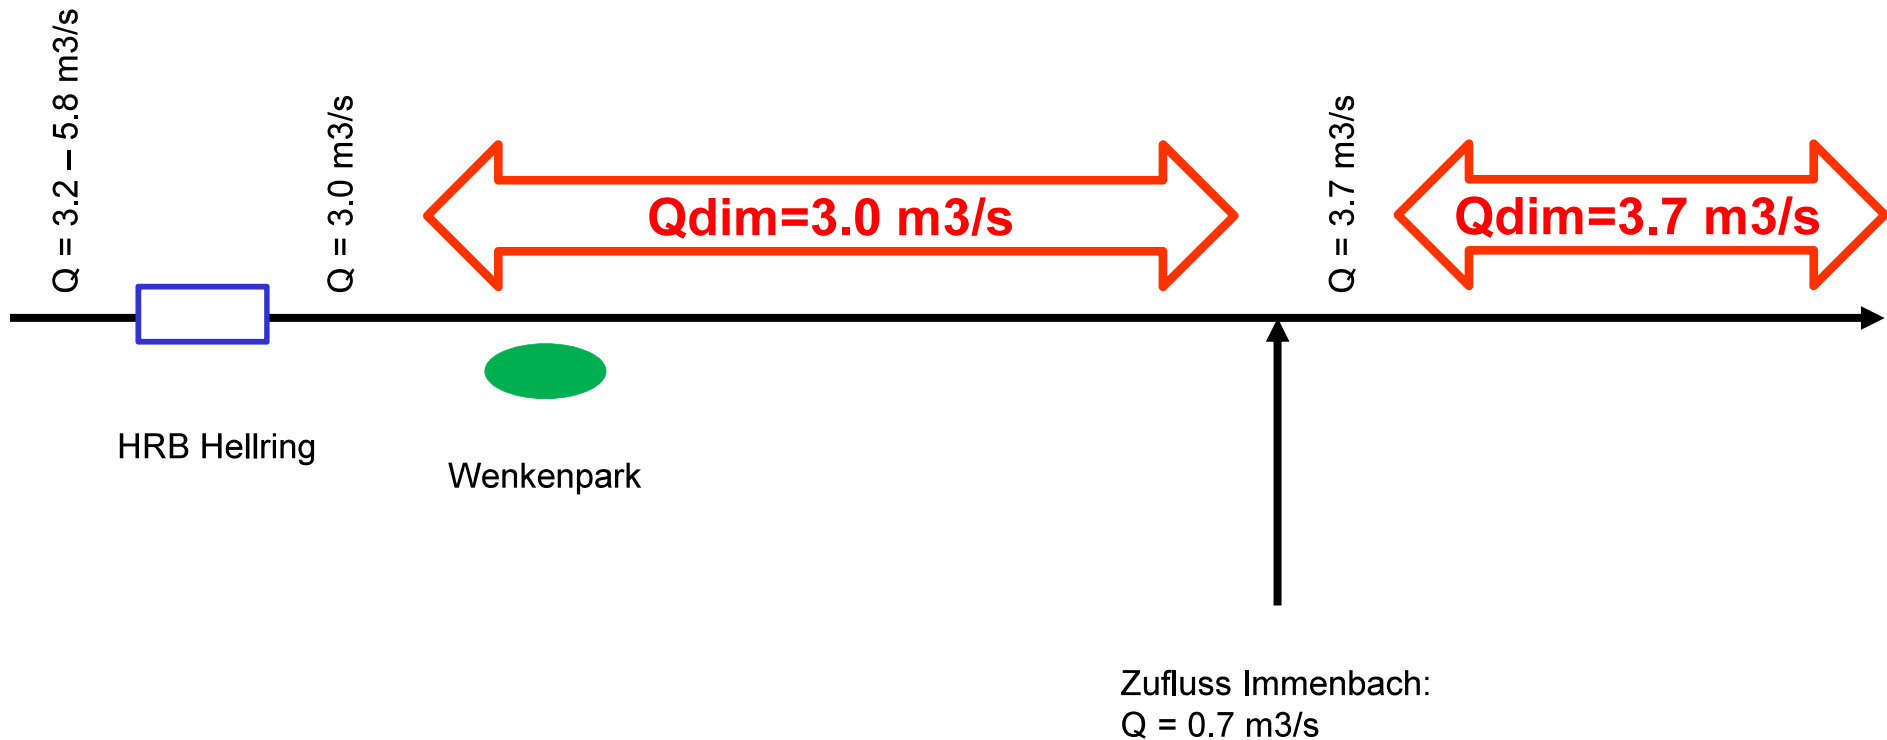 Q = 3.2 – 5.8 m3/s
Q = 3.0 m3/s
Qdim=3.0 m3/s
Q = 3.7 m3/s
Qdim=3.7 m3/s
HRB Hellring
Wenkenpark
Zufluss Immenbach:
Q = 0.7 m3/s